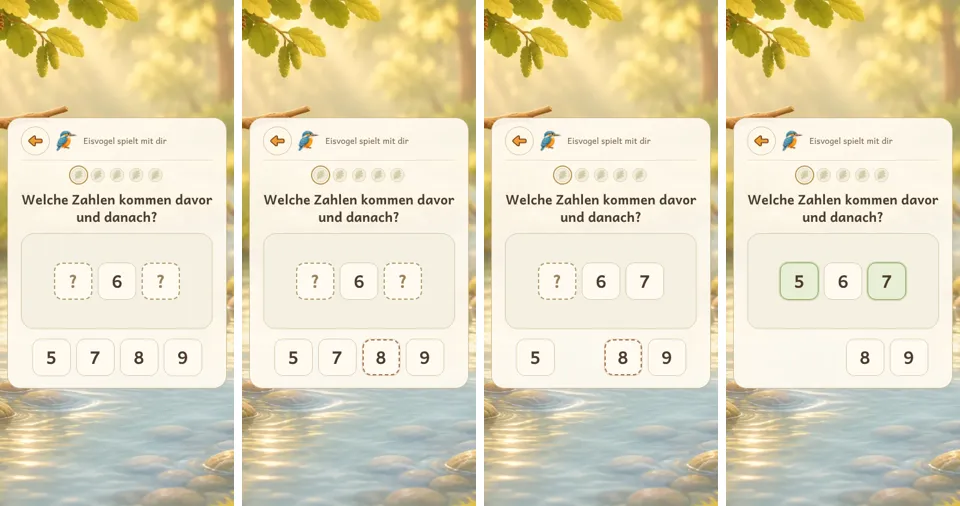 Eisvogel spielt mit dir
Welche Zahlen kommen davor
und danach?
? 6 ?
5 7 8 9
Eisvogel spielt mit dir
Welche Zahlen kommen davor
und danach?
? 6 ?
5 7 8 9
Eisvogel spielt mit dir
Welche Zahlen kommen davor
und danach?
? 6 7
5 8 9
Eisvogel spielt mit dir
Welche Zahlen kommen davor
und danach?
5 6 7
8 9